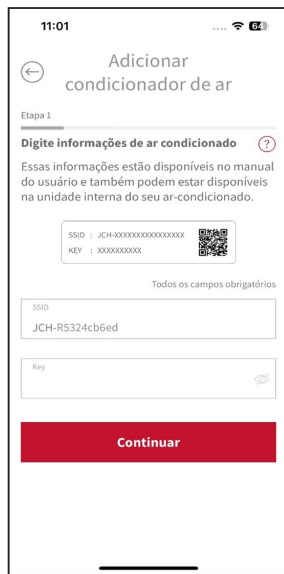 11:01
64
Adicionar
condicionador de ar
Etapa 1
Digite informações de ar condicionado ?
Essas informações estão disponíveis no manual
do usuário e também podem estar disponíveis
na unidade interna do seu ar-condicionado.
SSID : JCH-XXXXXXXXXXXXXXXX
KEY : XXXXXXXXXX
Todos os campos obrigatórios
SSID
JCH-R5324cb6ed
Key
Continuar